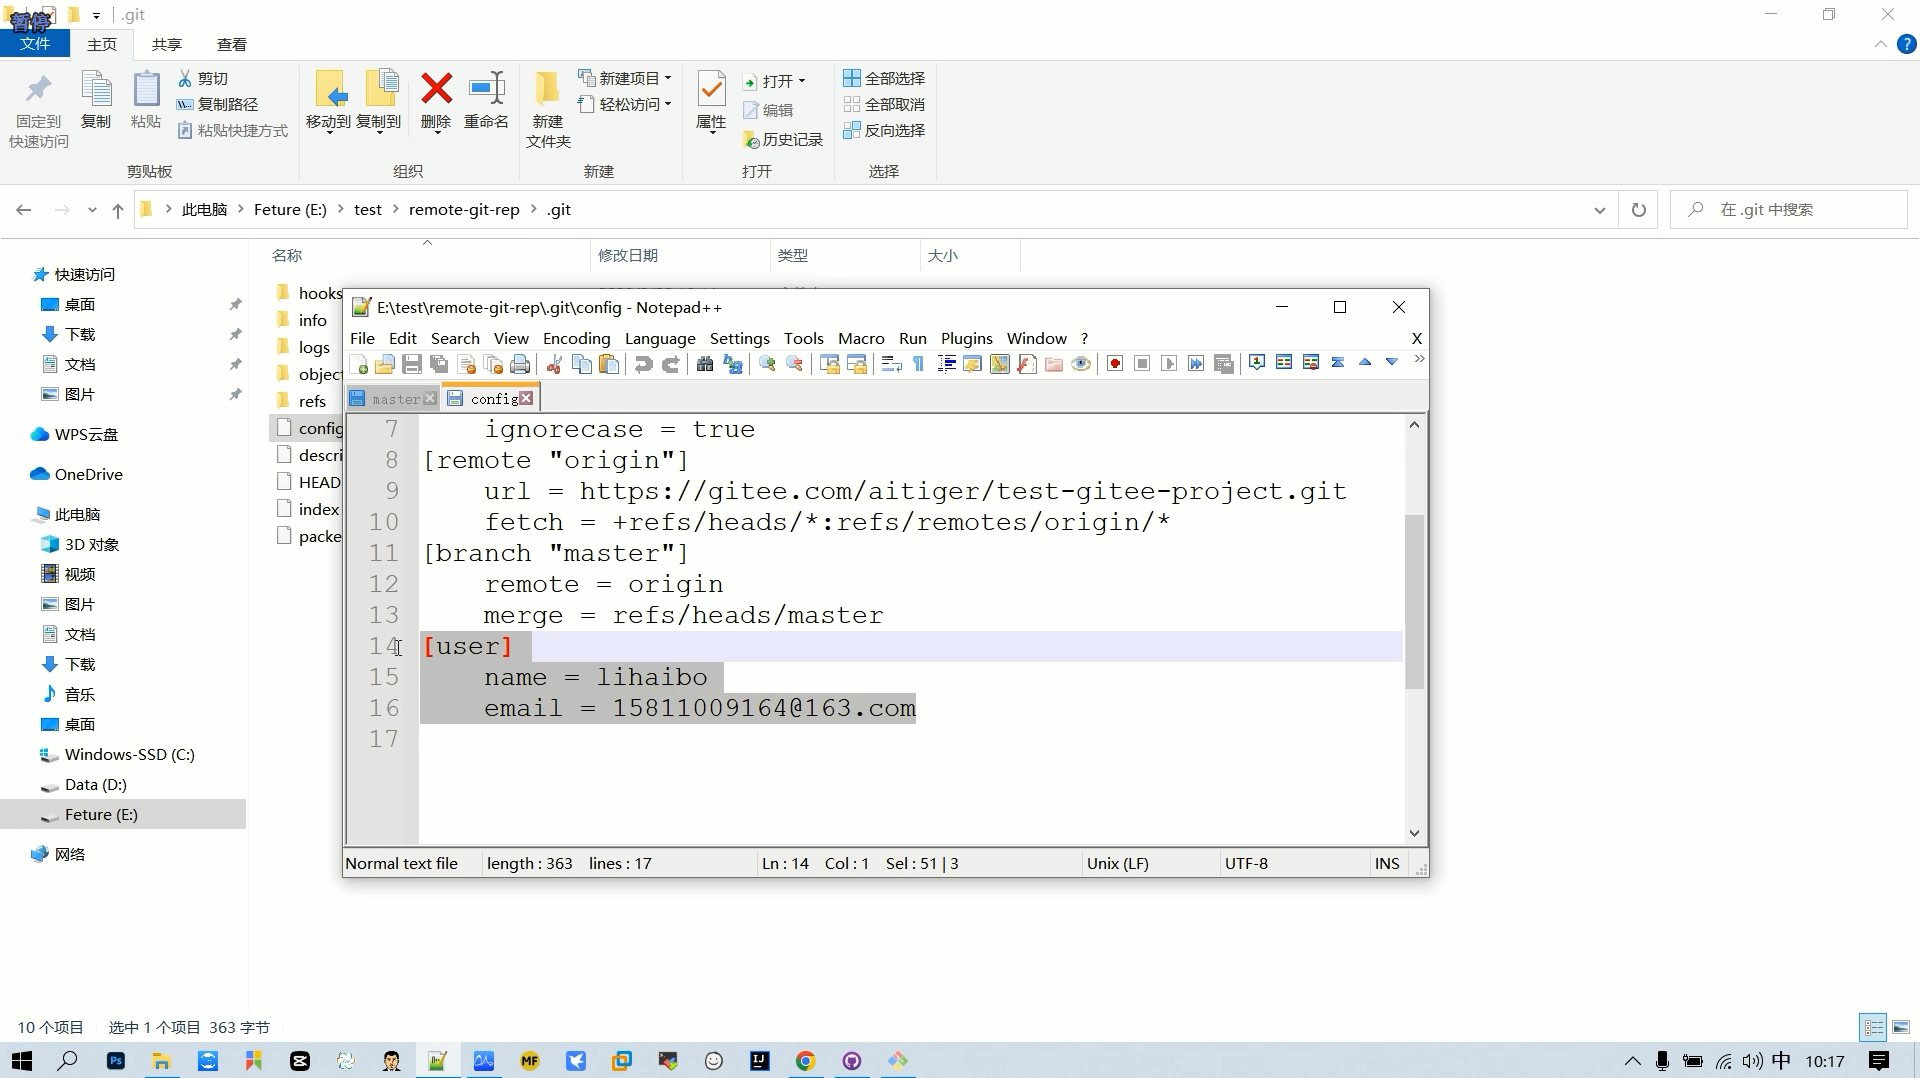 暂停
.git
文件
主页
共享
查看
固定到
快速访问
复制
粘贴
剪切
复制路径
粘贴快捷方式
剪贴板
移动到
复制到
删除
重命名
组织
新建
文件夹
新建项目
轻松访问
新建
属性
打开
编辑
历史记录
打开
全部选择
全部取消
反向选择
选择
此电脑
Feture (E:)
test
remote-git-rep
.git
在 .git 中搜索
名称
修改日期
类型
大小
快速访问
桌面
下载
文档
图片
WPS云盘
OneDrive
此电脑
3D 对象
视频
图片
文档
下载
音乐
桌面
Windows-SSD (C:)
Data (D:)
Feture (E:)
网络
hooks
info
logs
object
refs
config
descri
HEAD
index
packe
E:\test\remote-git-rep\.git\config - Notepad++
File Edit Search View Encoding Language Settings Tools Macro Run Plugins Window ?
X
master
config
7 ignorecase = true
8 [remote "origin"]
9 url = https://gitee.com/aitiger/test-gitee-project.git
10 fetch = +refs/heads/*:refs/remotes/origin/*
11 [branch "master"]
12 remote = origin
13 merge = refs/heads/master
14 [user]
15 name = lihaibo
16 email = 15811009164@163.com
17
Normal text file length : 363 lines : 17 Ln : 14 Col : 1 Sel : 51 | 3 Unix (LF) UTF-8 INS
10 个项目 选中 1 个项目 363 字节
Ps
MF
IJ
中
10:17